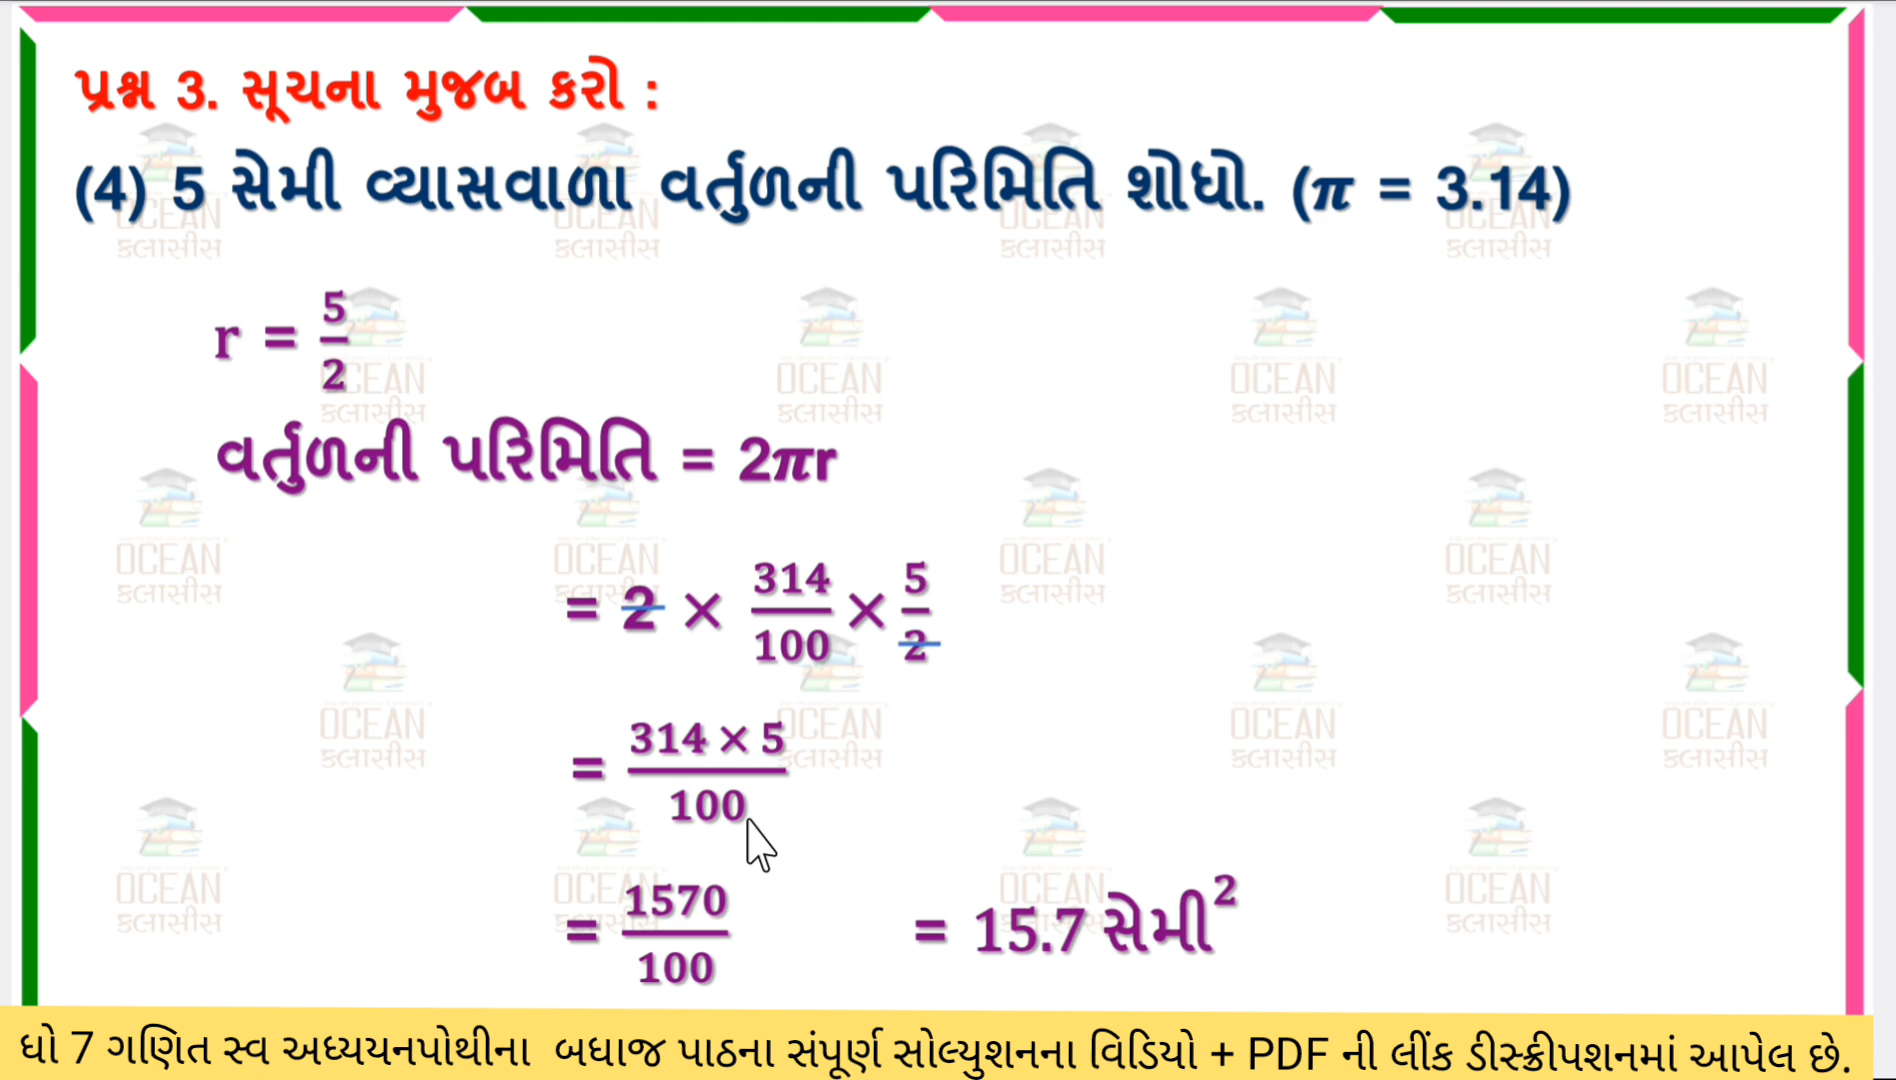 પ્રશ્ન 3. સૂચના મુજબ કરો :
(4) 5 સેમી વ્યાસવાળા વર્તુળની પરિમિતિ શોધો. (π = 3.14)
r = 5/2
વર્તુળની પરિમિતિ = 2πr
= 2 × 314/100 × 5/2
= 314 × 5/100
= 1570/100 = 15.7 સેમી²
ધો 7 ગણિત સ્વ અધ્યયનપોથીના બધાજ પાઠના સંપૂર્ણ સોલ્યુશનના વિડિયો + PDF ની લીંક ડીસ્ક્રીપશનમાં આપેલ છે.
OCEAN
ક્લાસીસ